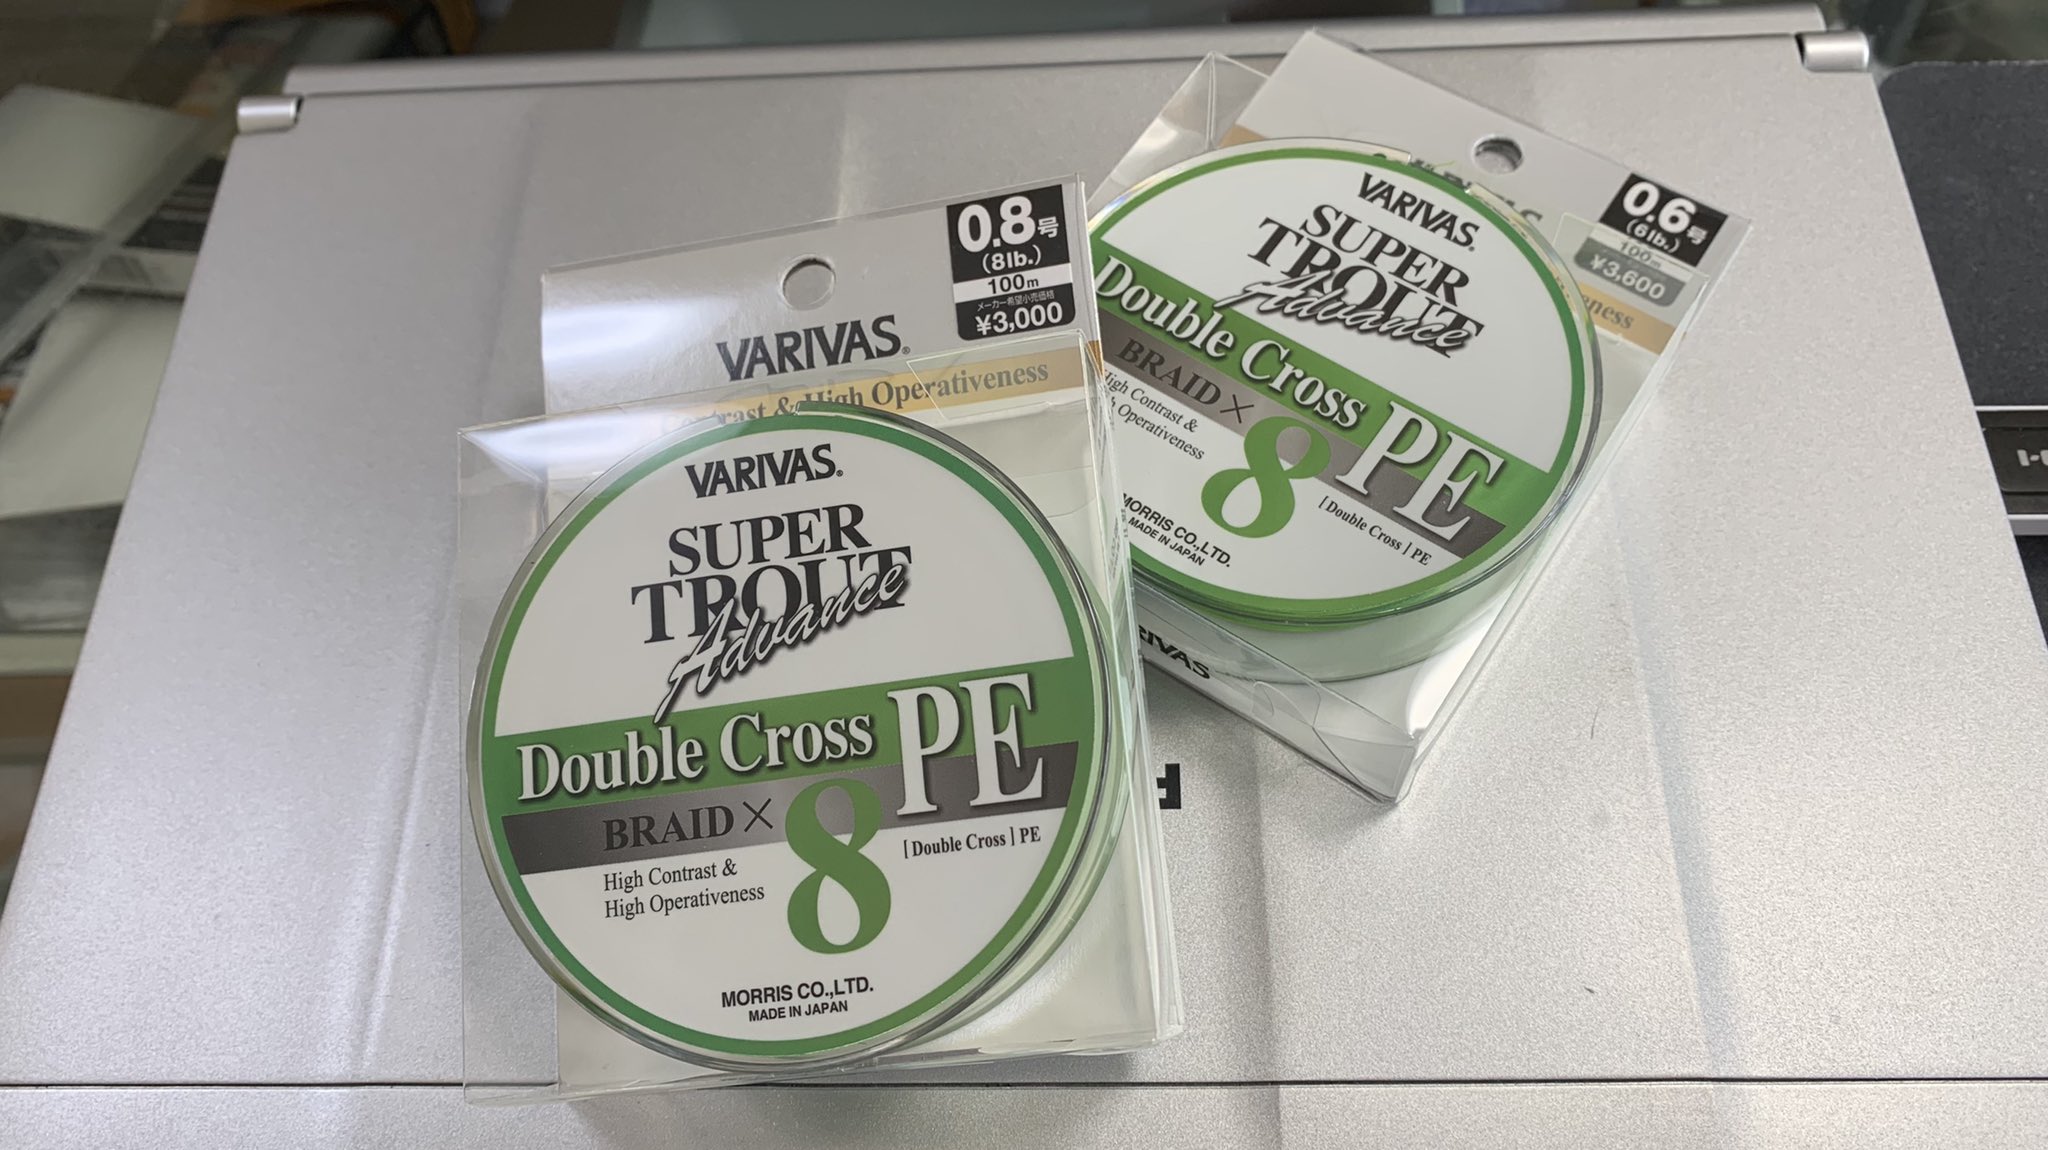 0.8号
(8lb.)
100m
メーカー希望小売価格
¥3,000
VARIVAS®
Contrast & High Operativeness
VARIVAS®
SUPER
TROUT
Advance
Double Cross PE
BRAID×8
[Double Cross] PE
High Contrast &
High Operativeness
MORRIS CO.,LTD.
MADE IN JAPAN
0.6号
(6lb.)
100m
¥3,600
VARIVAS®
SUPER
TROUT
Advance
Double Cross PE
BRAID×8
High Contrast &
High Operativeness
[Double Cross] PE
MORRIS CO.,LTD.
MADE IN JAPAN